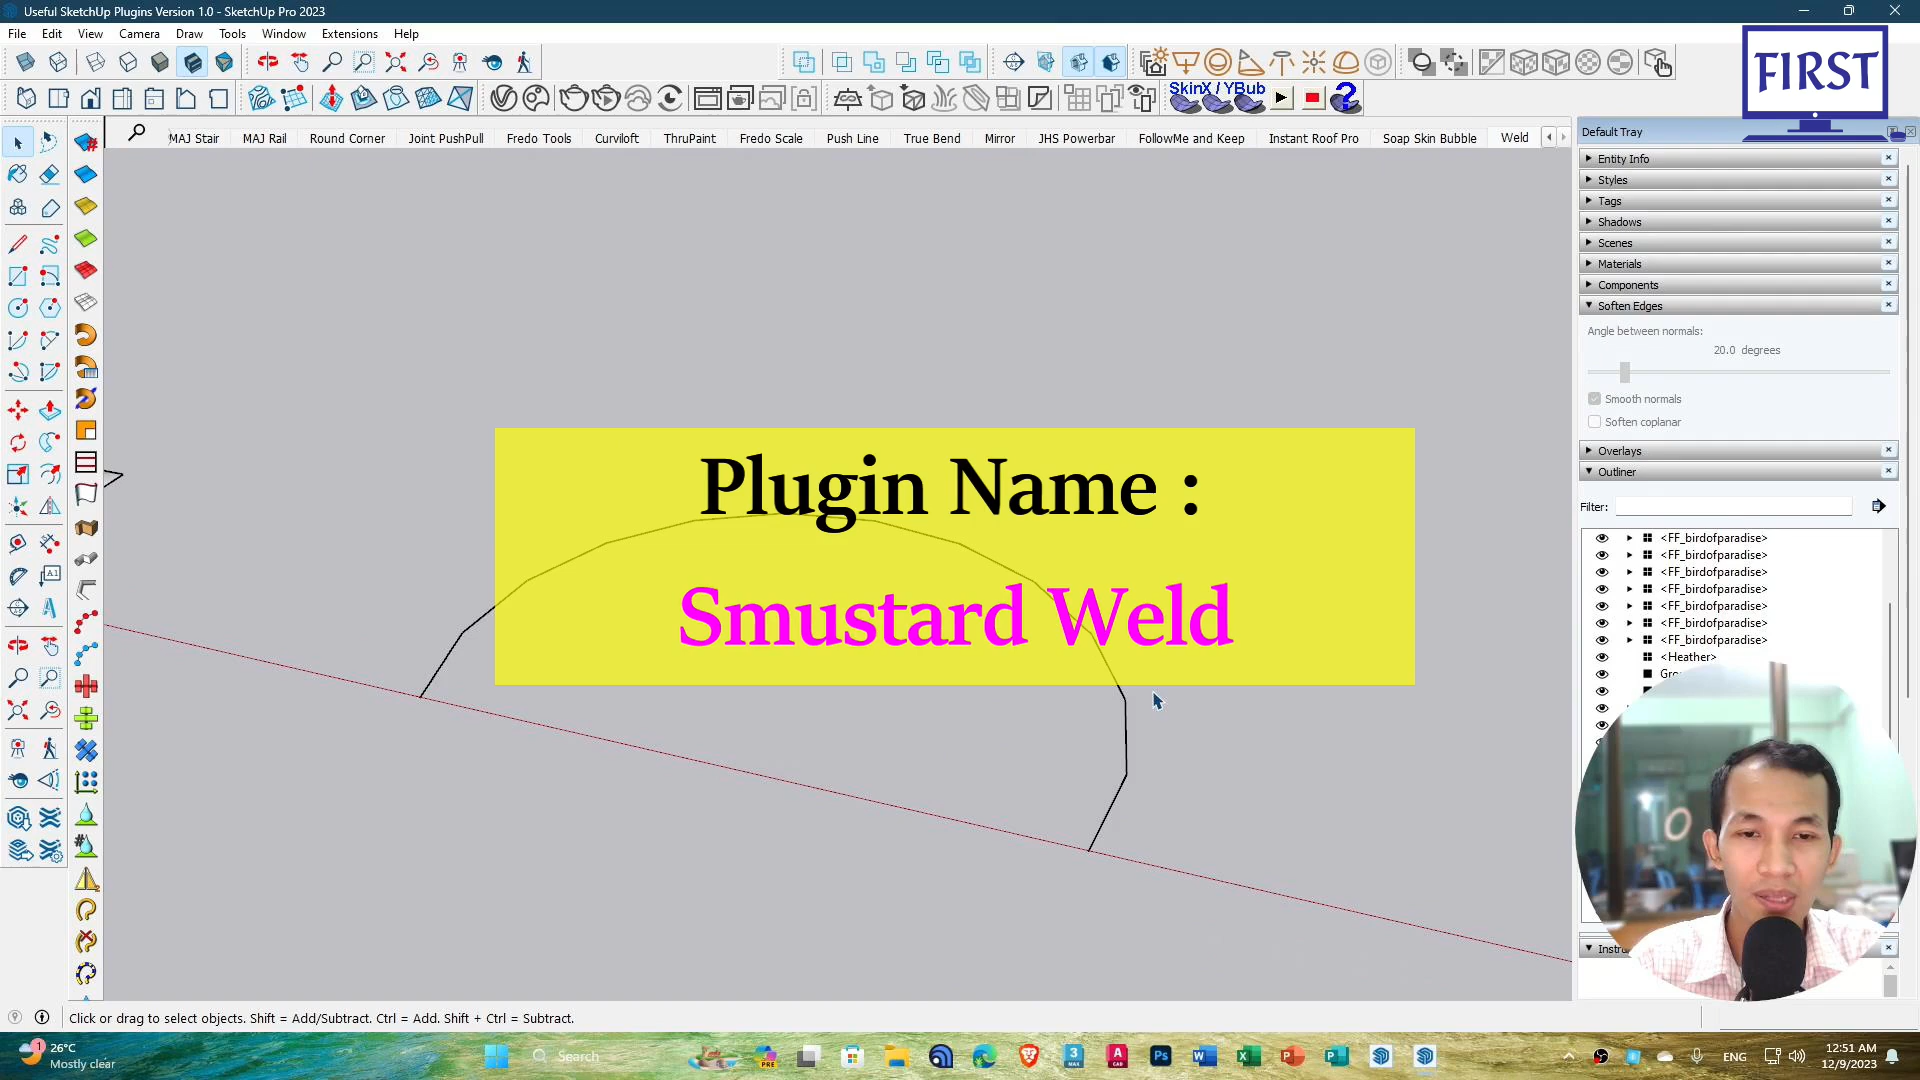 Useful SketchUp Plugins Version 1.0 - SketchUp Pro 2023
File Edit View Camera Draw Tools Window Extensions Help
FIRST
SkinX / YBub
MAJ Stair MAJ Rail Round Corner Joint PushPull Fredo Tools Curviloft ThruPaint Fredo Scale Push Line True Bend Mirror JHS Powerbar FollowMe and Keep Instant Roof Pro Soap Skin Bubble Weld
Default Tray
Entity Info
Styles
Tags
Shadows
Scenes
Materials
Components
Soften Edges
Angle between normals:
20.0 degrees
Smooth normals
Soften coplanar
Overlays
Outliner
Filter:
<FF_birdofparadise>
<FF_birdofparadise>
<FF_birdofparadise>
<FF_birdofparadise>
<FF_birdofparadise>
<FF_birdofparadise>
<FF_birdofparadise>
<Heather>
Plugin Name :
Smustard Weld
Click or drag to select objects. Shift = Add/Subtract. Ctrl = Add. Shift + Ctrl = Subtract.
26°C
Mostly clear
Search
ENG
12:51 AM
12/9/2023